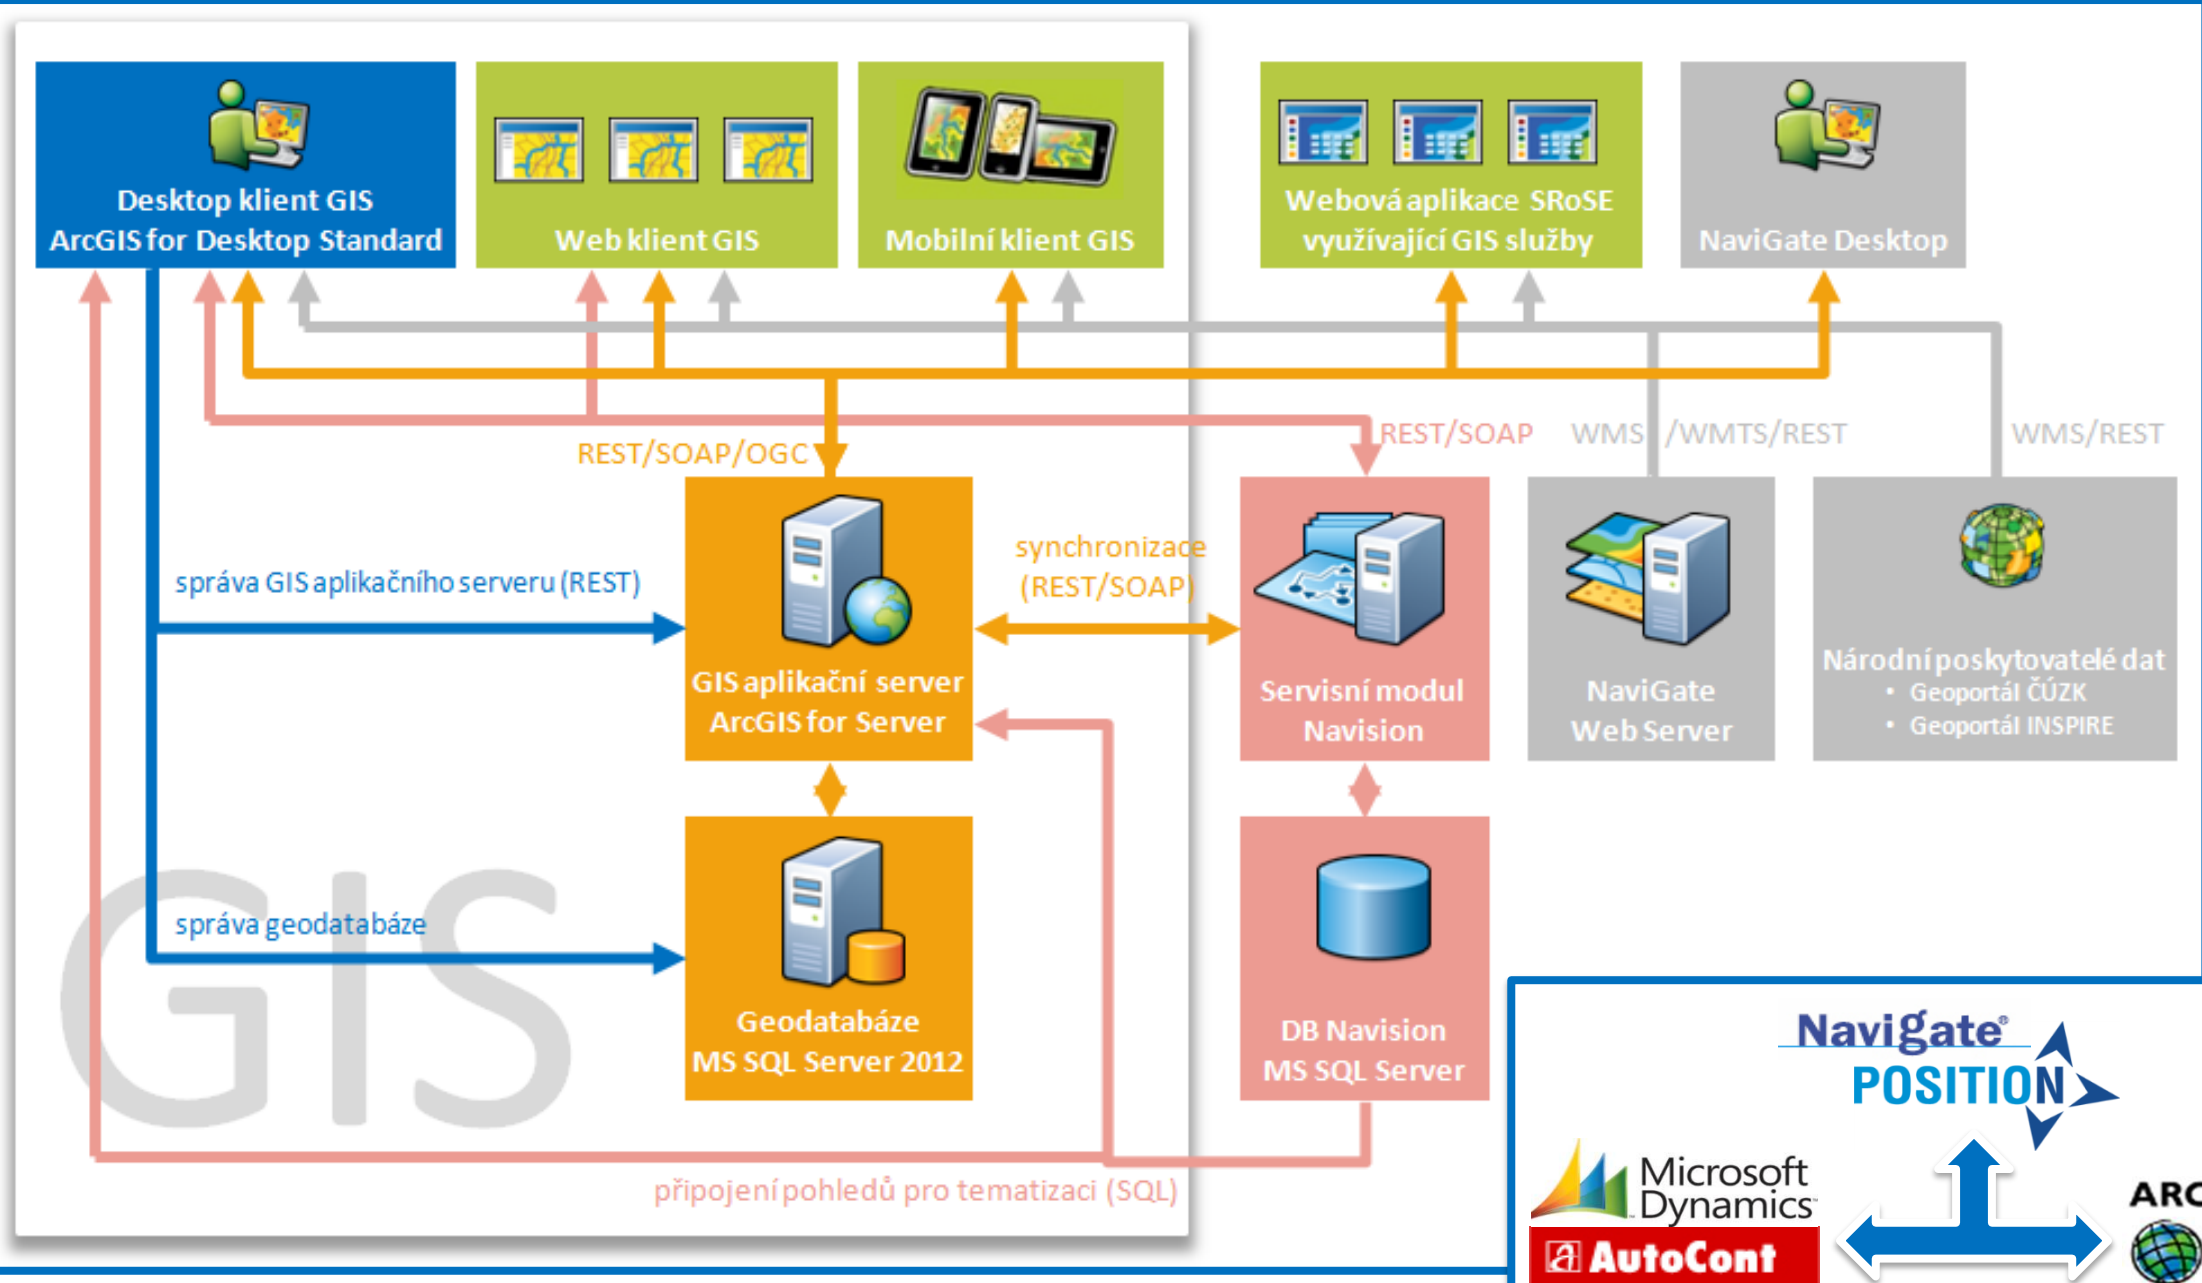 Desktop klient GIS
ArcGIS for Desktop Standard
Web klient GIS
Mobilní klient GIS
Webová aplikace SRoSE
využívající GIS služby
NaviGate Desktop
REST/SOAP/OGC
REST/SOAP
WMS /WMTS/REST
WMS/REST
správa GIS aplikačního serveru (REST)
synchronizace
(REST/SOAP)
GIS aplikační server
ArcGIS for Server
Servisní modul
Navision
NaviGate
Web Server
Národní poskytovatelé dat
• Geoportál ČÚZK
• Geoportál INSPIRE
GIS
správa geodatabáze
Geodatabáze
MS SQL Server 2012
DB Navision
MS SQL Server
připojení pohledů pro tematizaci (SQL)
Navigate®
POSITION
Microsoft
Dynamics™
a AutoCont
ARC